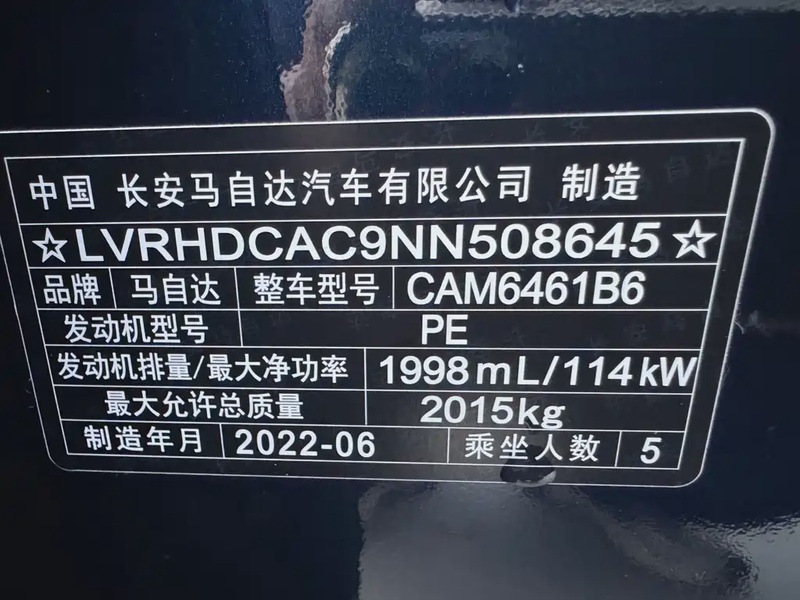 中国 长安马自达汽车有限公司 制造
☆LVRHDCAC9NN508645☆
品牌 马自达 整车型号 CAM6461B6
发动机型号 PE
发动机排量/最大净功率 1998mL/114kW
最大允许总质量 2015kg
制造年月 2022-06 乘坐人数 5